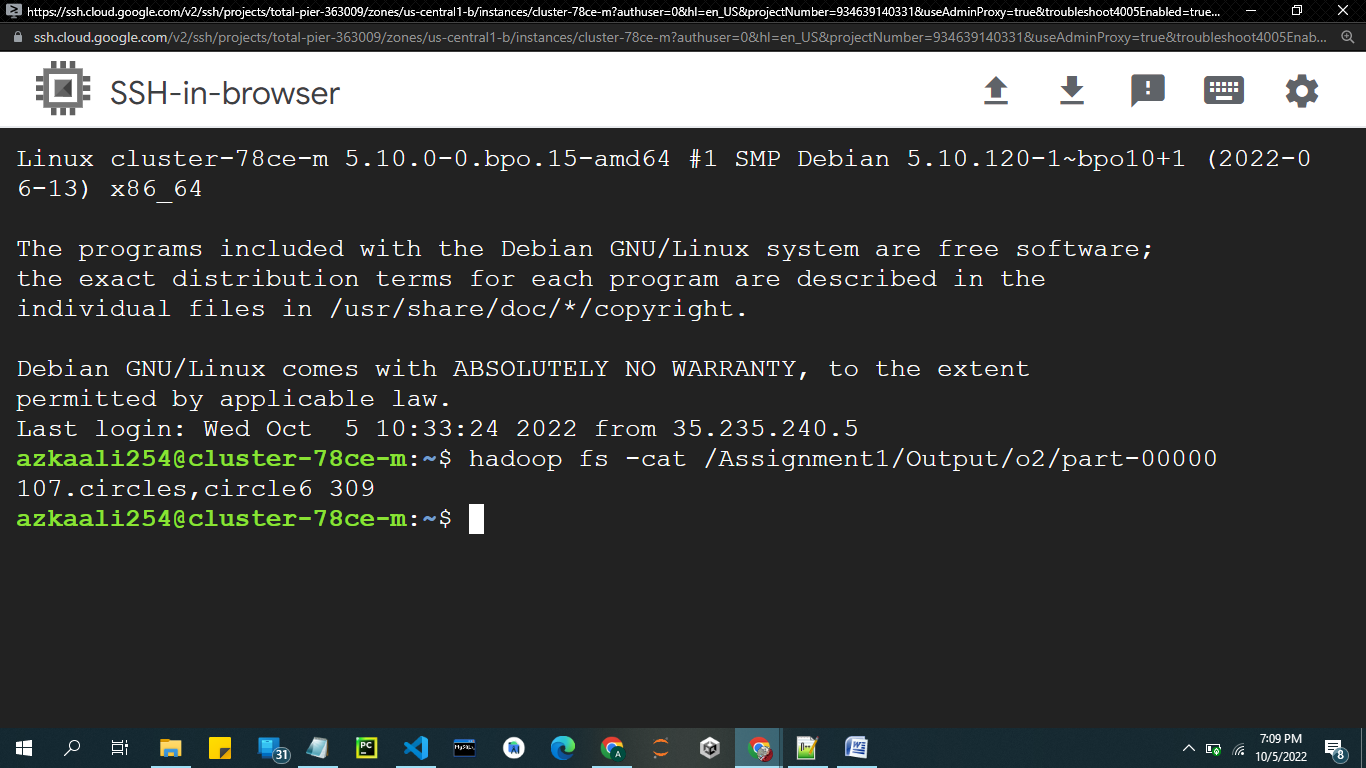 https://ssh.cloud.google.com/v2/ssh/projects/total-pier-363009/zones/us-central1-b/instances/cluster-78ce-m?authuser=0&hl=en_US&projectNumber=934639140331&useAdminProxy=true&troubleshoot4005Enabled=true...
ssh.cloud.google.com/v2/ssh/projects/total-pier-363009/zones/us-central1-b/instances/cluster-78ce-m?authuser=0&hl=en_US&projectNumber=934639140331&useAdminProxy=true&troubleshoot4005Enab...
SSH-in-browser
Linux cluster-78ce-m 5.10.0-0.bpo.15-amd64 #1 SMP Debian 5.10.120-1~bpo10+1 (2022-0
6-13) x86_64
The programs included with the Debian GNU/Linux system are free software;
the exact distribution terms for each program are described in the
individual files in /usr/share/doc/*/copyright.
Debian GNU/Linux comes with ABSOLUTELY NO WARRANTY, to the extent
permitted by applicable law.
Last login: Wed Oct  5 10:33:24 2022 from 35.235.240.5
azkaali254@cluster-78ce-m:~$ hadoop fs -cat /Assignment1/Output/o2/part-00000
107.circles,circle6 309
azkaali254@cluster-78ce-m:~$
31
PC
MySQL
A
7:09 PM
10/5/2022
8